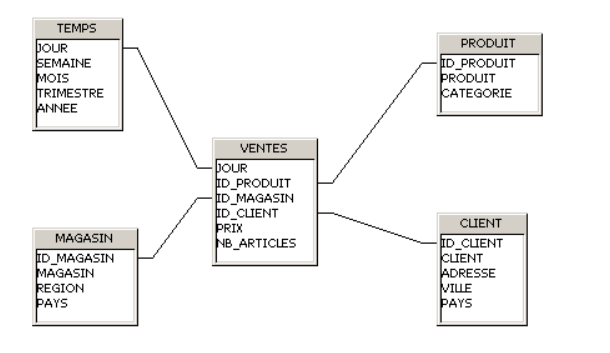 TEMPS
JOUR
SEMAINE
MOIS
TRIMESTRE
ANNEE
PRODUIT
ID_PRODUIT
PRODUIT
CATEGORIE
VENTES
JOUR
ID_PRODUIT
ID_MAGASIN
ID_CLIENT
PRIX
NB_ARTICLES
MAGASIN
ID_MAGASIN
MAGASIN
REGION
PAYS
CLIENT
ID_CLIENT
CLIENT
ADRESSE
VILLE
PAYS